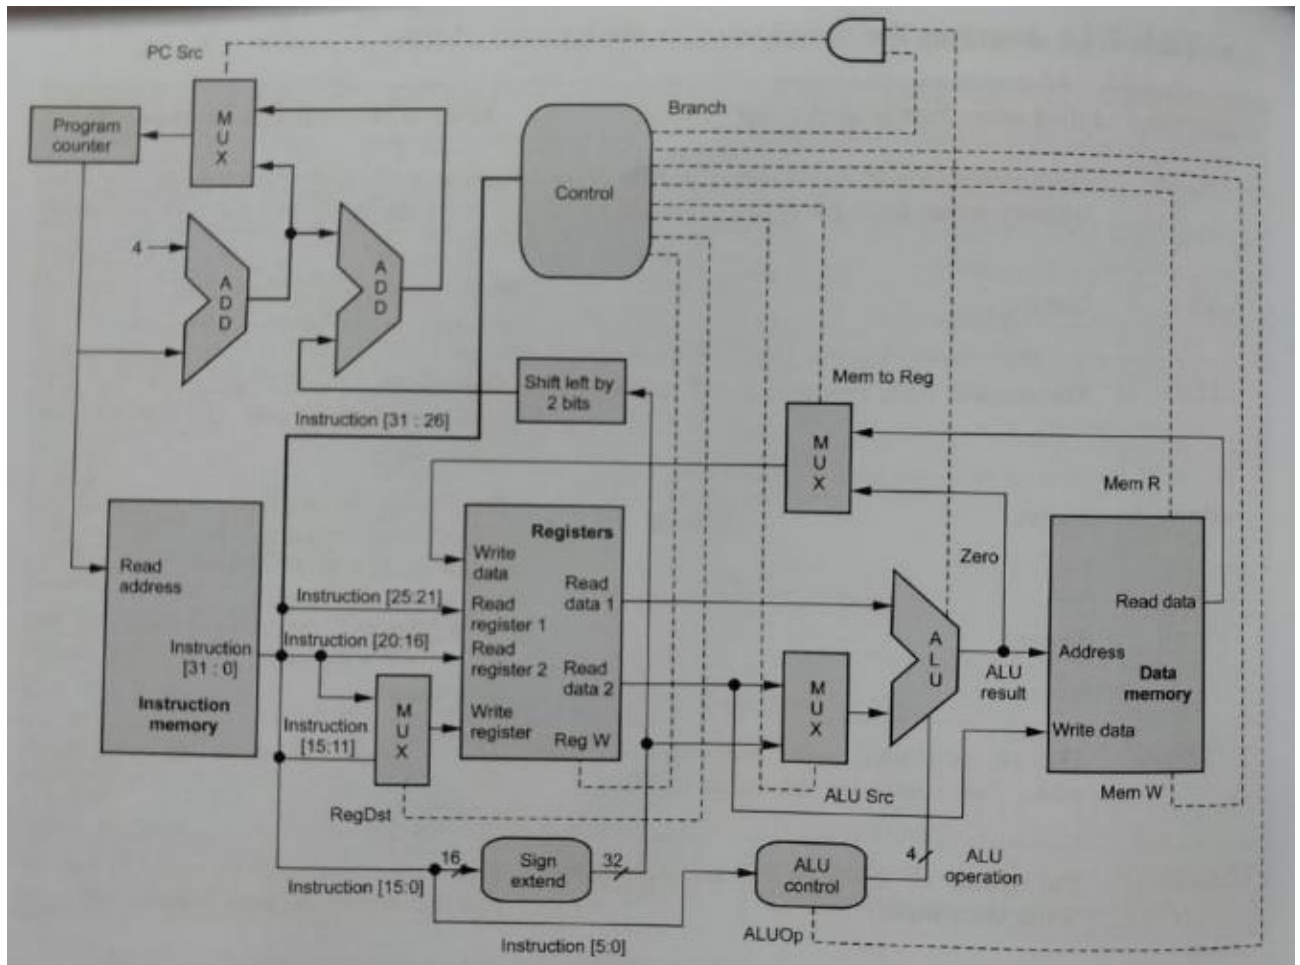 PC Src
Program
counter
M
U
X
4
A
D
D
A
D
D
Control
Branch
Shift left by
2 bits
Instruction [31 : 26]
Mem to Reg
M
U
X
Mem R
Zero
Read
address
Instruction
[31 : 0]
Instruction
memory
Instruction [25:21]
Instruction [20:16]
Instruction
[15:11]
M
U
X
RegDst
Registers
Write
data
Read
register 1
Read
register 2
Write
register
Read
data 1
Read
data 2
Reg W
M
U
X
ALU Src
A
L
U
ALU
result
Address
Read data
Data
memory
Write data
Mem W
16
Sign
extend
32
Instruction [15:0]
Instruction [5:0]
ALU
control
ALUOp
4
ALU
operation